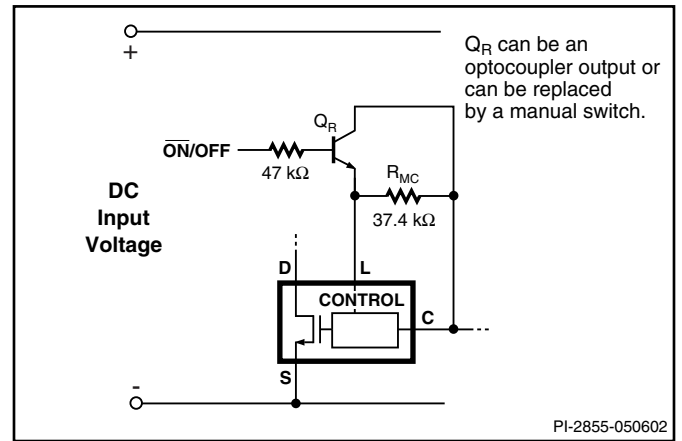 +
Q_R can be an
optocoupler output or
can be replaced
by a manual switch.
Q_R
O̅N̅/OFF
47 kΩ
R_MC
37.4 kΩ
DC
Input
Voltage
D
L
CONTROL
C
S
-
PI-2855-050602